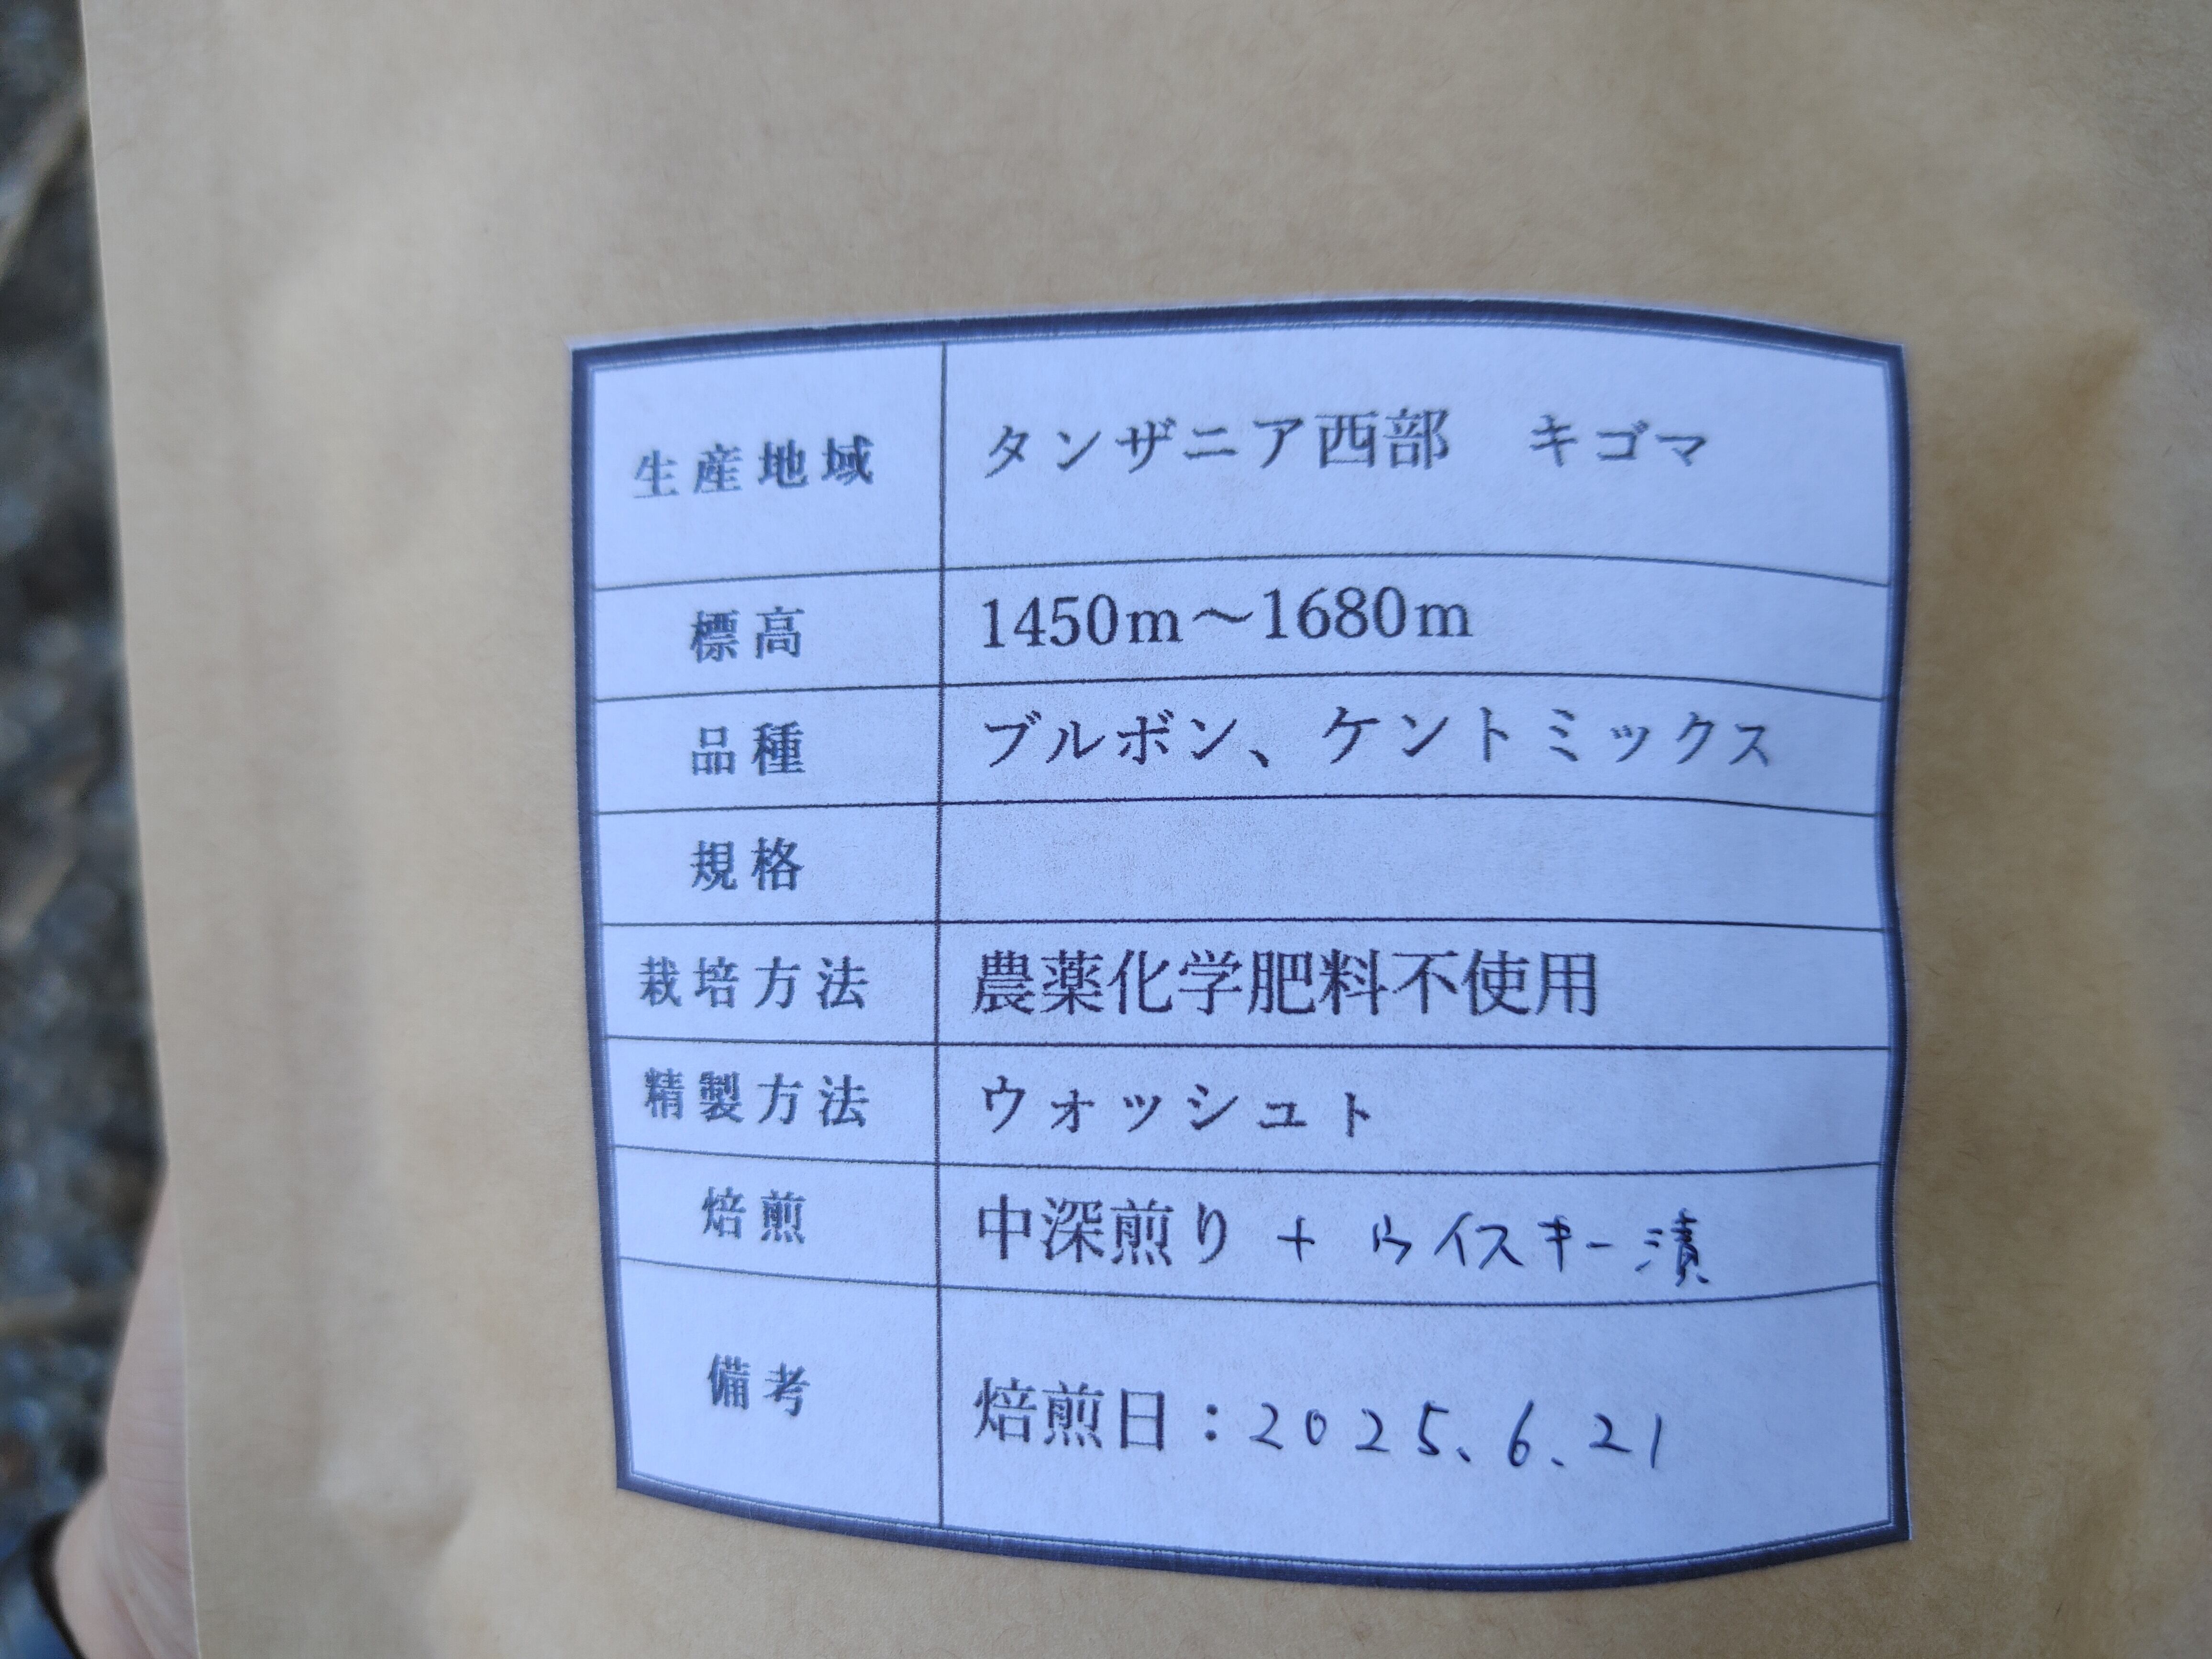 生産地域 タンザニア西部　キゴマ
標高 1450m～1680m
品種 ブルボン、ケントミックス
規格
栽培方法 農薬化学肥料不使用
精製方法 ウォッシュト
焙煎 中深煎り + ウイスキー漬
備考 焙煎日：2025.6.21